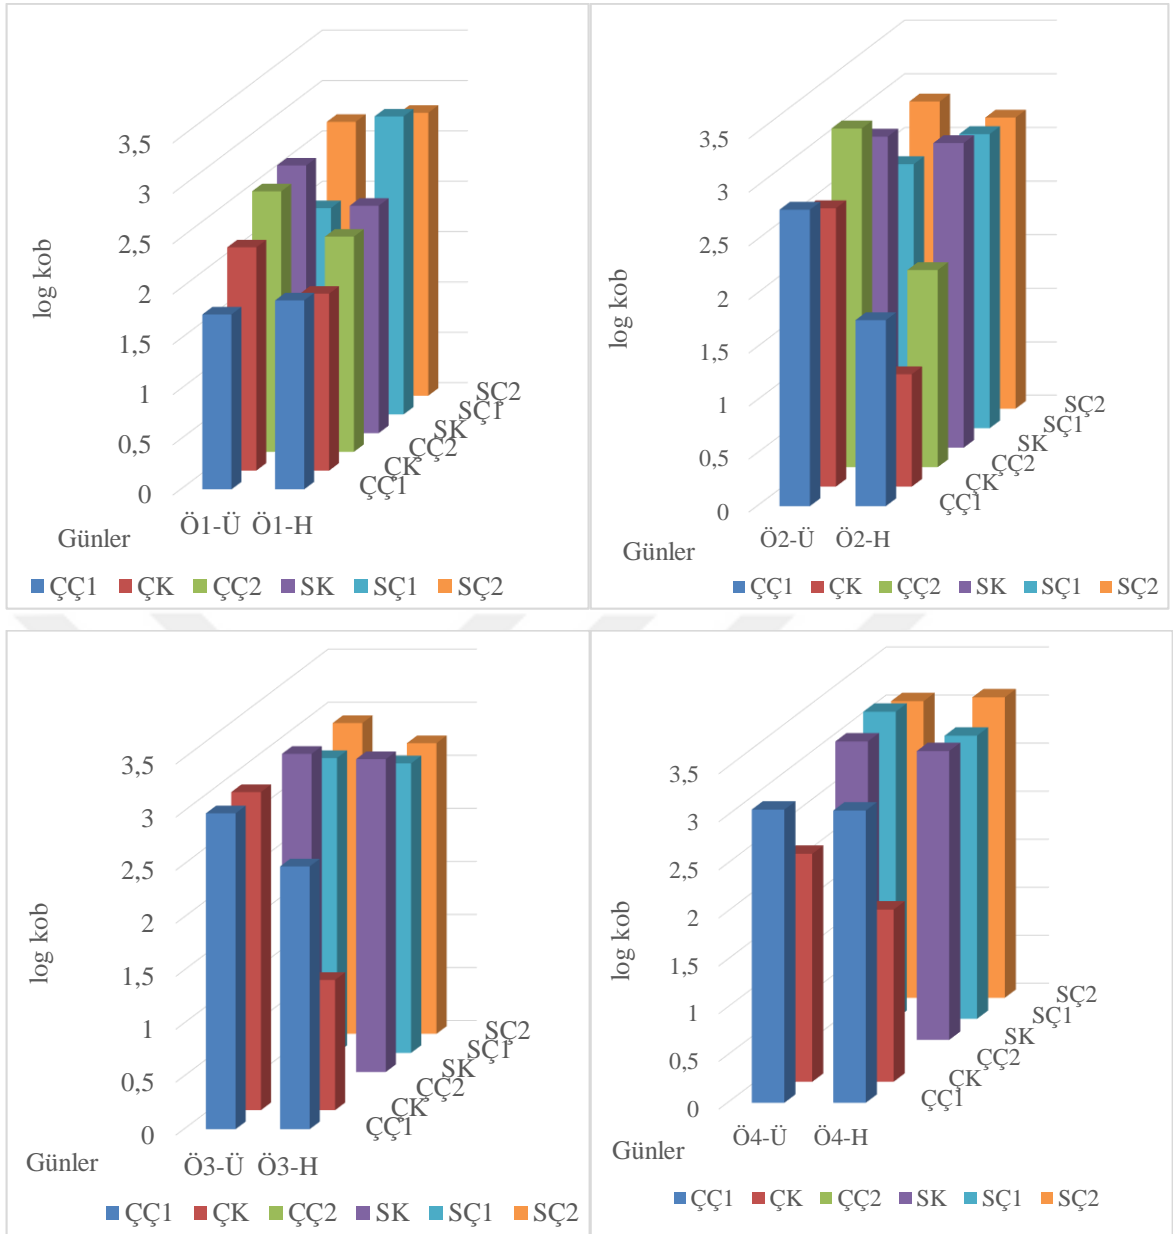 3,5
3
2,5
2
1,5
1
0,5
0
log kob
Günler
Ö1-Ü Ö1-H
ÇÇ1
ÇK
ÇÇ2
SK
SÇ1
SÇ2
ÇÇ1 ÇK ÇÇ2 SK SÇ1 SÇ2
3,5
3
2,5
2
1,5
1
0,5
0
log kob
Günler
Ö2-Ü Ö2-H
ÇÇ1
ÇK
ÇÇ2
SK
SÇ1
SÇ2
ÇÇ1 ÇK ÇÇ2 SK SÇ1 SÇ2
3,5
3
2,5
2
1,5
1
0,5
0
log kob
Günler
Ö3-Ü Ö3-H
ÇÇ1
ÇK
ÇÇ2
SK
SÇ1
SÇ2
ÇÇ1 ÇK ÇÇ2 SK SÇ1 SÇ2
3,5
3
2,5
2
1,5
1
0,5
0
log kob
Günler
Ö4-Ü Ö4-H
ÇÇ1
ÇK
ÇÇ2
SK
SÇ1
SÇ2
ÇÇ1 ÇK ÇÇ2 SK SÇ1 SÇ2